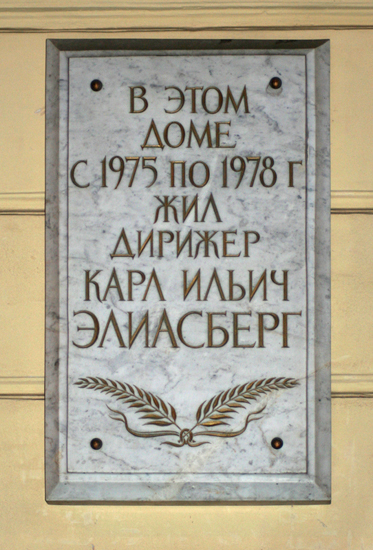 В ЭТОМ
ДОМЕ
С 1975 ПО 1978 Г
ЖИЛ
ДИРИЖЕР
КАРЛ ИЛЬИЧ
ЭЛИАСБЕРГ